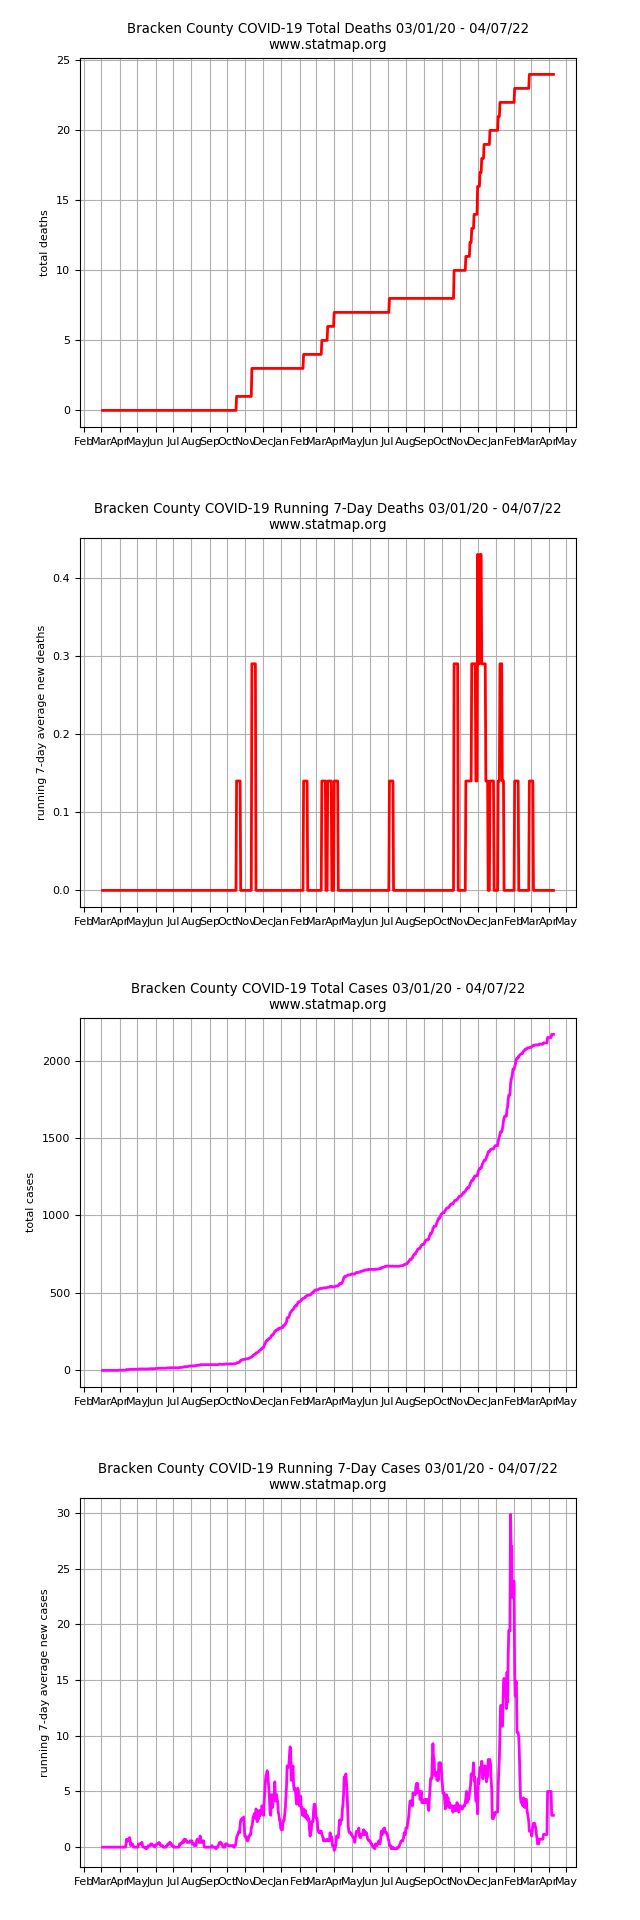 Bracken County COVID-19 Total Deaths 03/01/20 - 04/07/22
www.statmap.org
25
20
15
10
5
0
total deaths
Feb Mar Apr May Jun Jul Aug Sep Oct Nov Dec Jan Feb Mar Apr May Jun Jul Aug Sep Oct Nov Dec Jan Feb Mar Apr May
Bracken County COVID-19 Running 7-Day Deaths 03/01/20 - 04/07/22
www.statmap.org
0.4
0.3
0.2
0.1
0.0
running 7-day average new deaths
Feb Mar Apr May Jun Jul Aug Sep Oct Nov Dec Jan Feb Mar Apr May Jun Jul Aug Sep Oct Nov Dec Jan Feb Mar Apr May
Bracken County COVID-19 Total Cases 03/01/20 - 04/07/22
www.statmap.org
2000
1500
1000
500
0
total cases
Feb Mar Apr May Jun Jul Aug Sep Oct Nov Dec Jan Feb Mar Apr May Jun Jul Aug Sep Oct Nov Dec Jan Feb Mar Apr May
Bracken County COVID-19 Running 7-Day Cases 03/01/20 - 04/07/22
www.statmap.org
30
25
20
15
10
5
0
running 7-day average new cases
Feb Mar Apr May Jun Jul Aug Sep Oct Nov Dec Jan Feb Mar Apr May Jun Jul Aug Sep Oct Nov Dec Jan Feb Mar Apr May